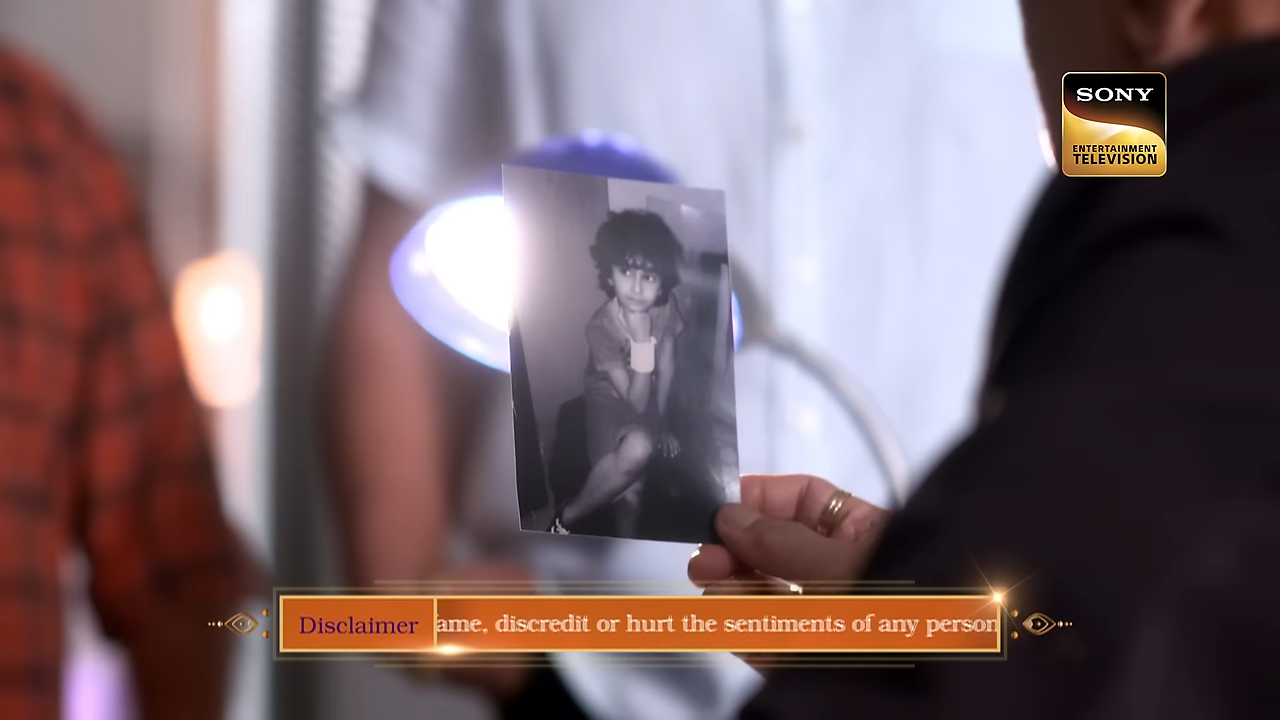 SONY
ENTERTAINMENT
TELEVISION
Disclaimer
ame, discredit or hurt the sentiments of any person